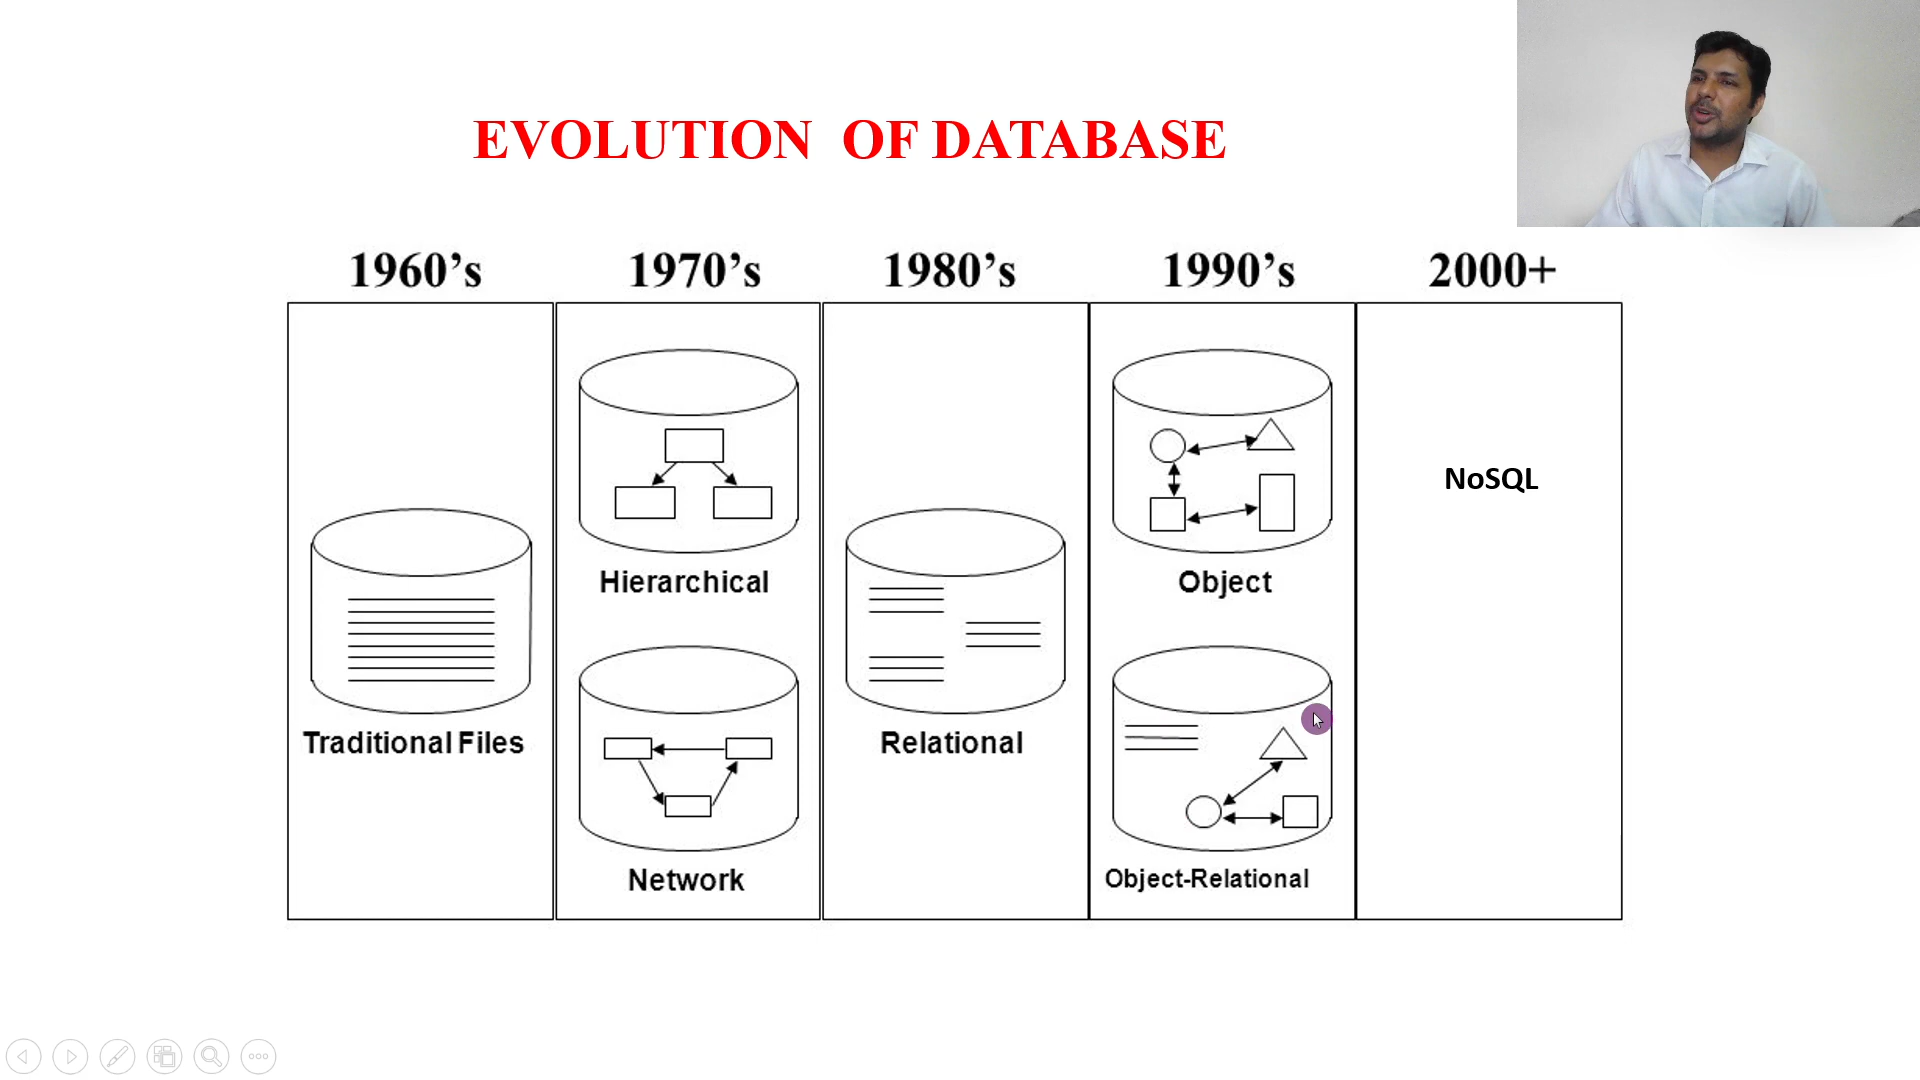 EVOLUTION OF DATABASE
1960’s 1970’s 1980’s 1990’s 2000+
NoSQL
Hierarchical Object
Traditional Files Relational
Network Object-Relational